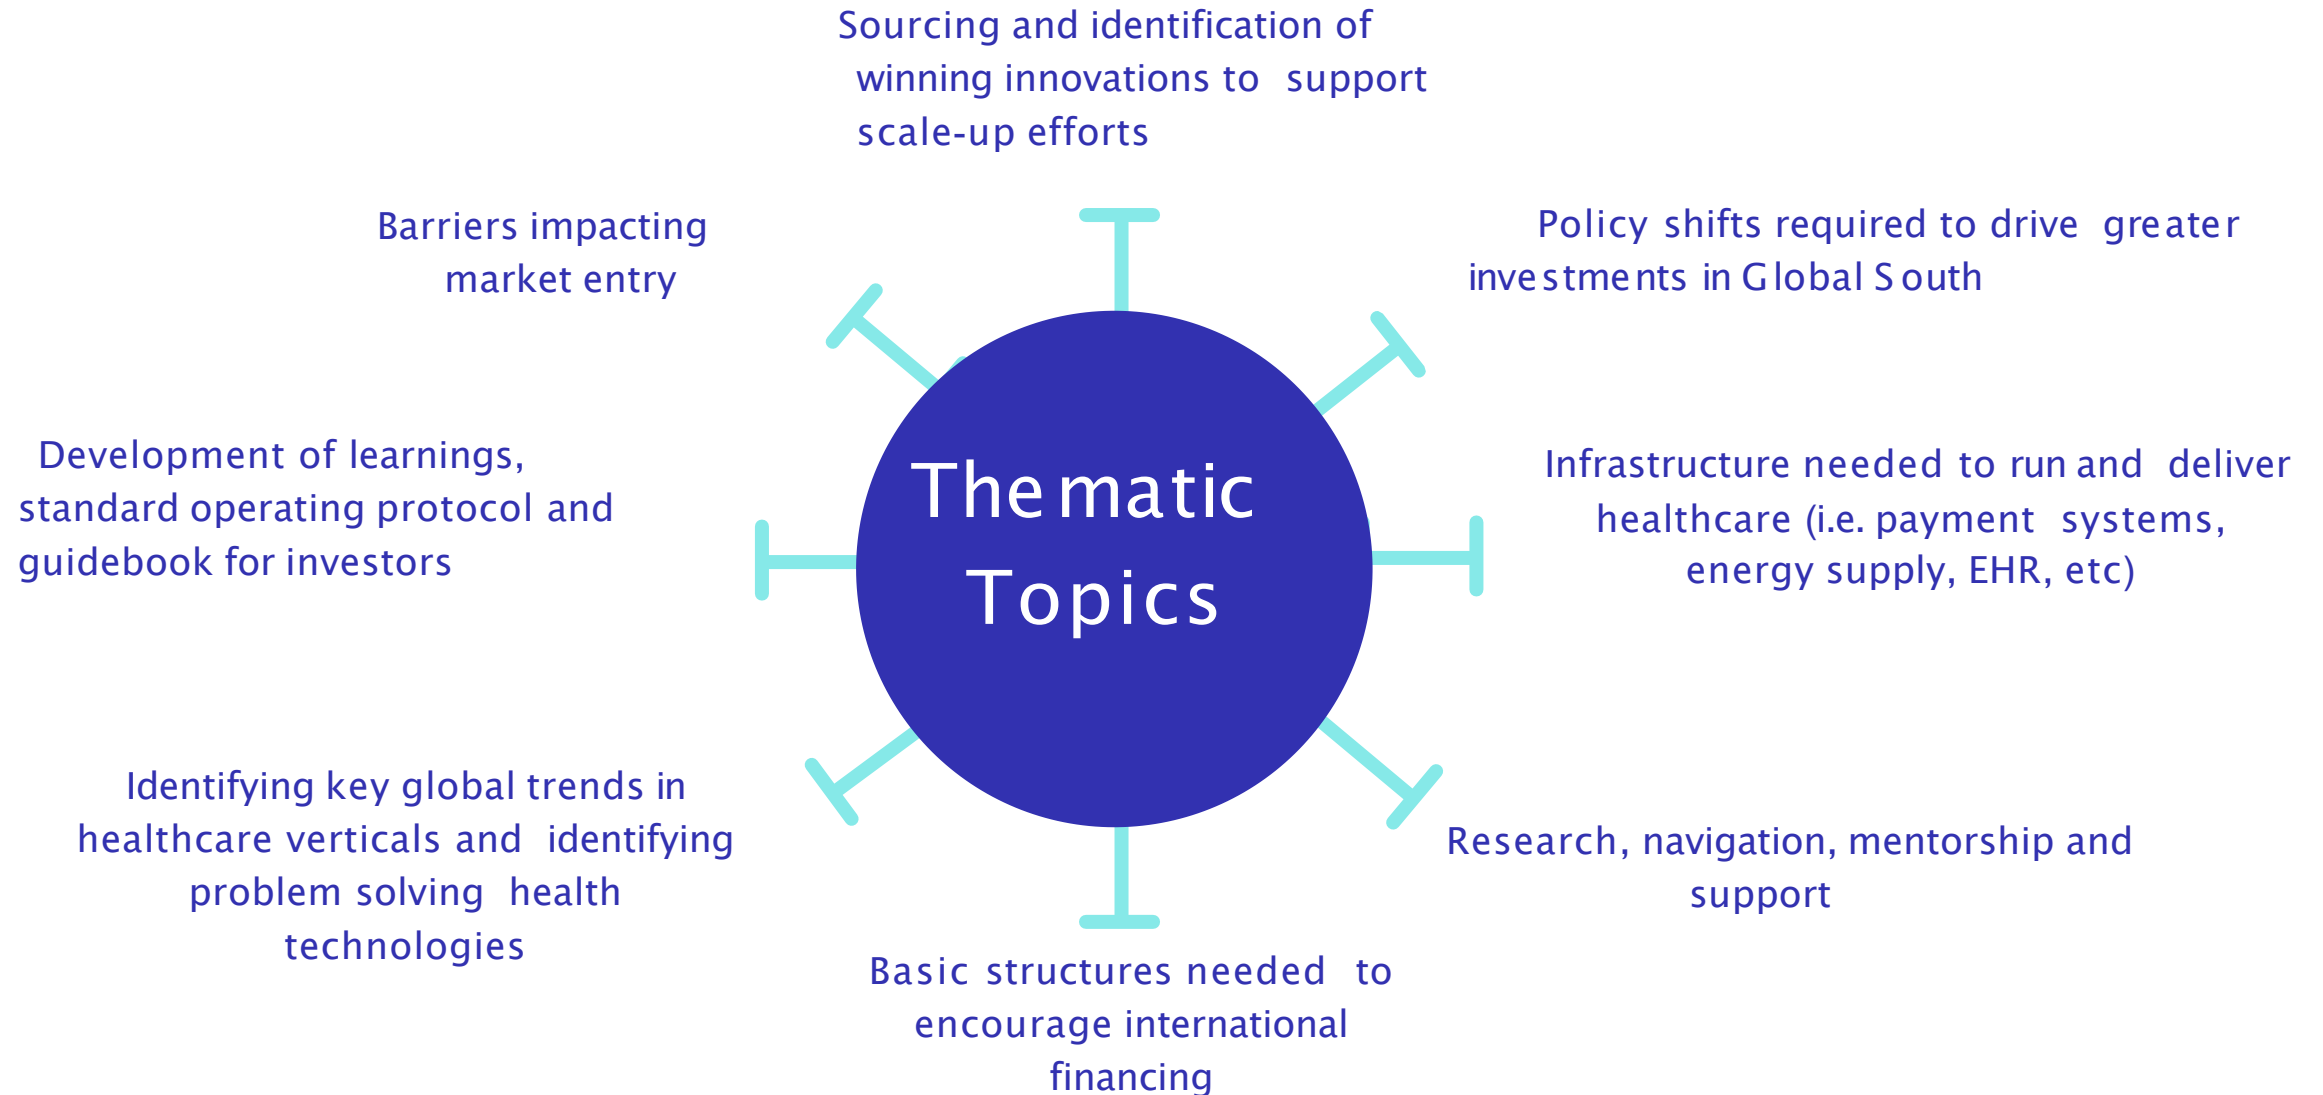 Sourcing and identification of
winning innovations to support
scale-up efforts
Barriers impacting
market entry
Policy shifts required to drive greater
investments in Global South
Development of learnings,
standard operating protocol and
guidebook for investors
Thematic
Topics
Infrastructure needed to run and deliver
healthcare (i.e. payment systems,
energy supply, EHR, etc)
Identifying key global trends in
healthcare verticals and identifying
problem solving health
technologies
Research, navigation, mentorship and
support
Basic structures needed to
encourage international
financing